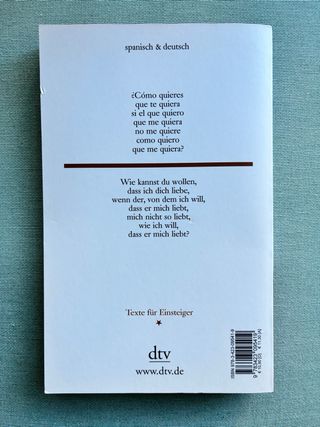 spanisch & deutsch
¿Cómo quieres
que te quiera
si el que quiero
que me quiera
no me quiere
como quiero
que me quiera?
Wie kannst du wollen,
dass ich dich liebe,
wenn der, von dem ich will,
dass er mich liebt,
mich nicht so liebt,
wie ich will,
dass er mich liebt?
Texte für Einsteiger
dtv
www.dtv.de
9783423095419